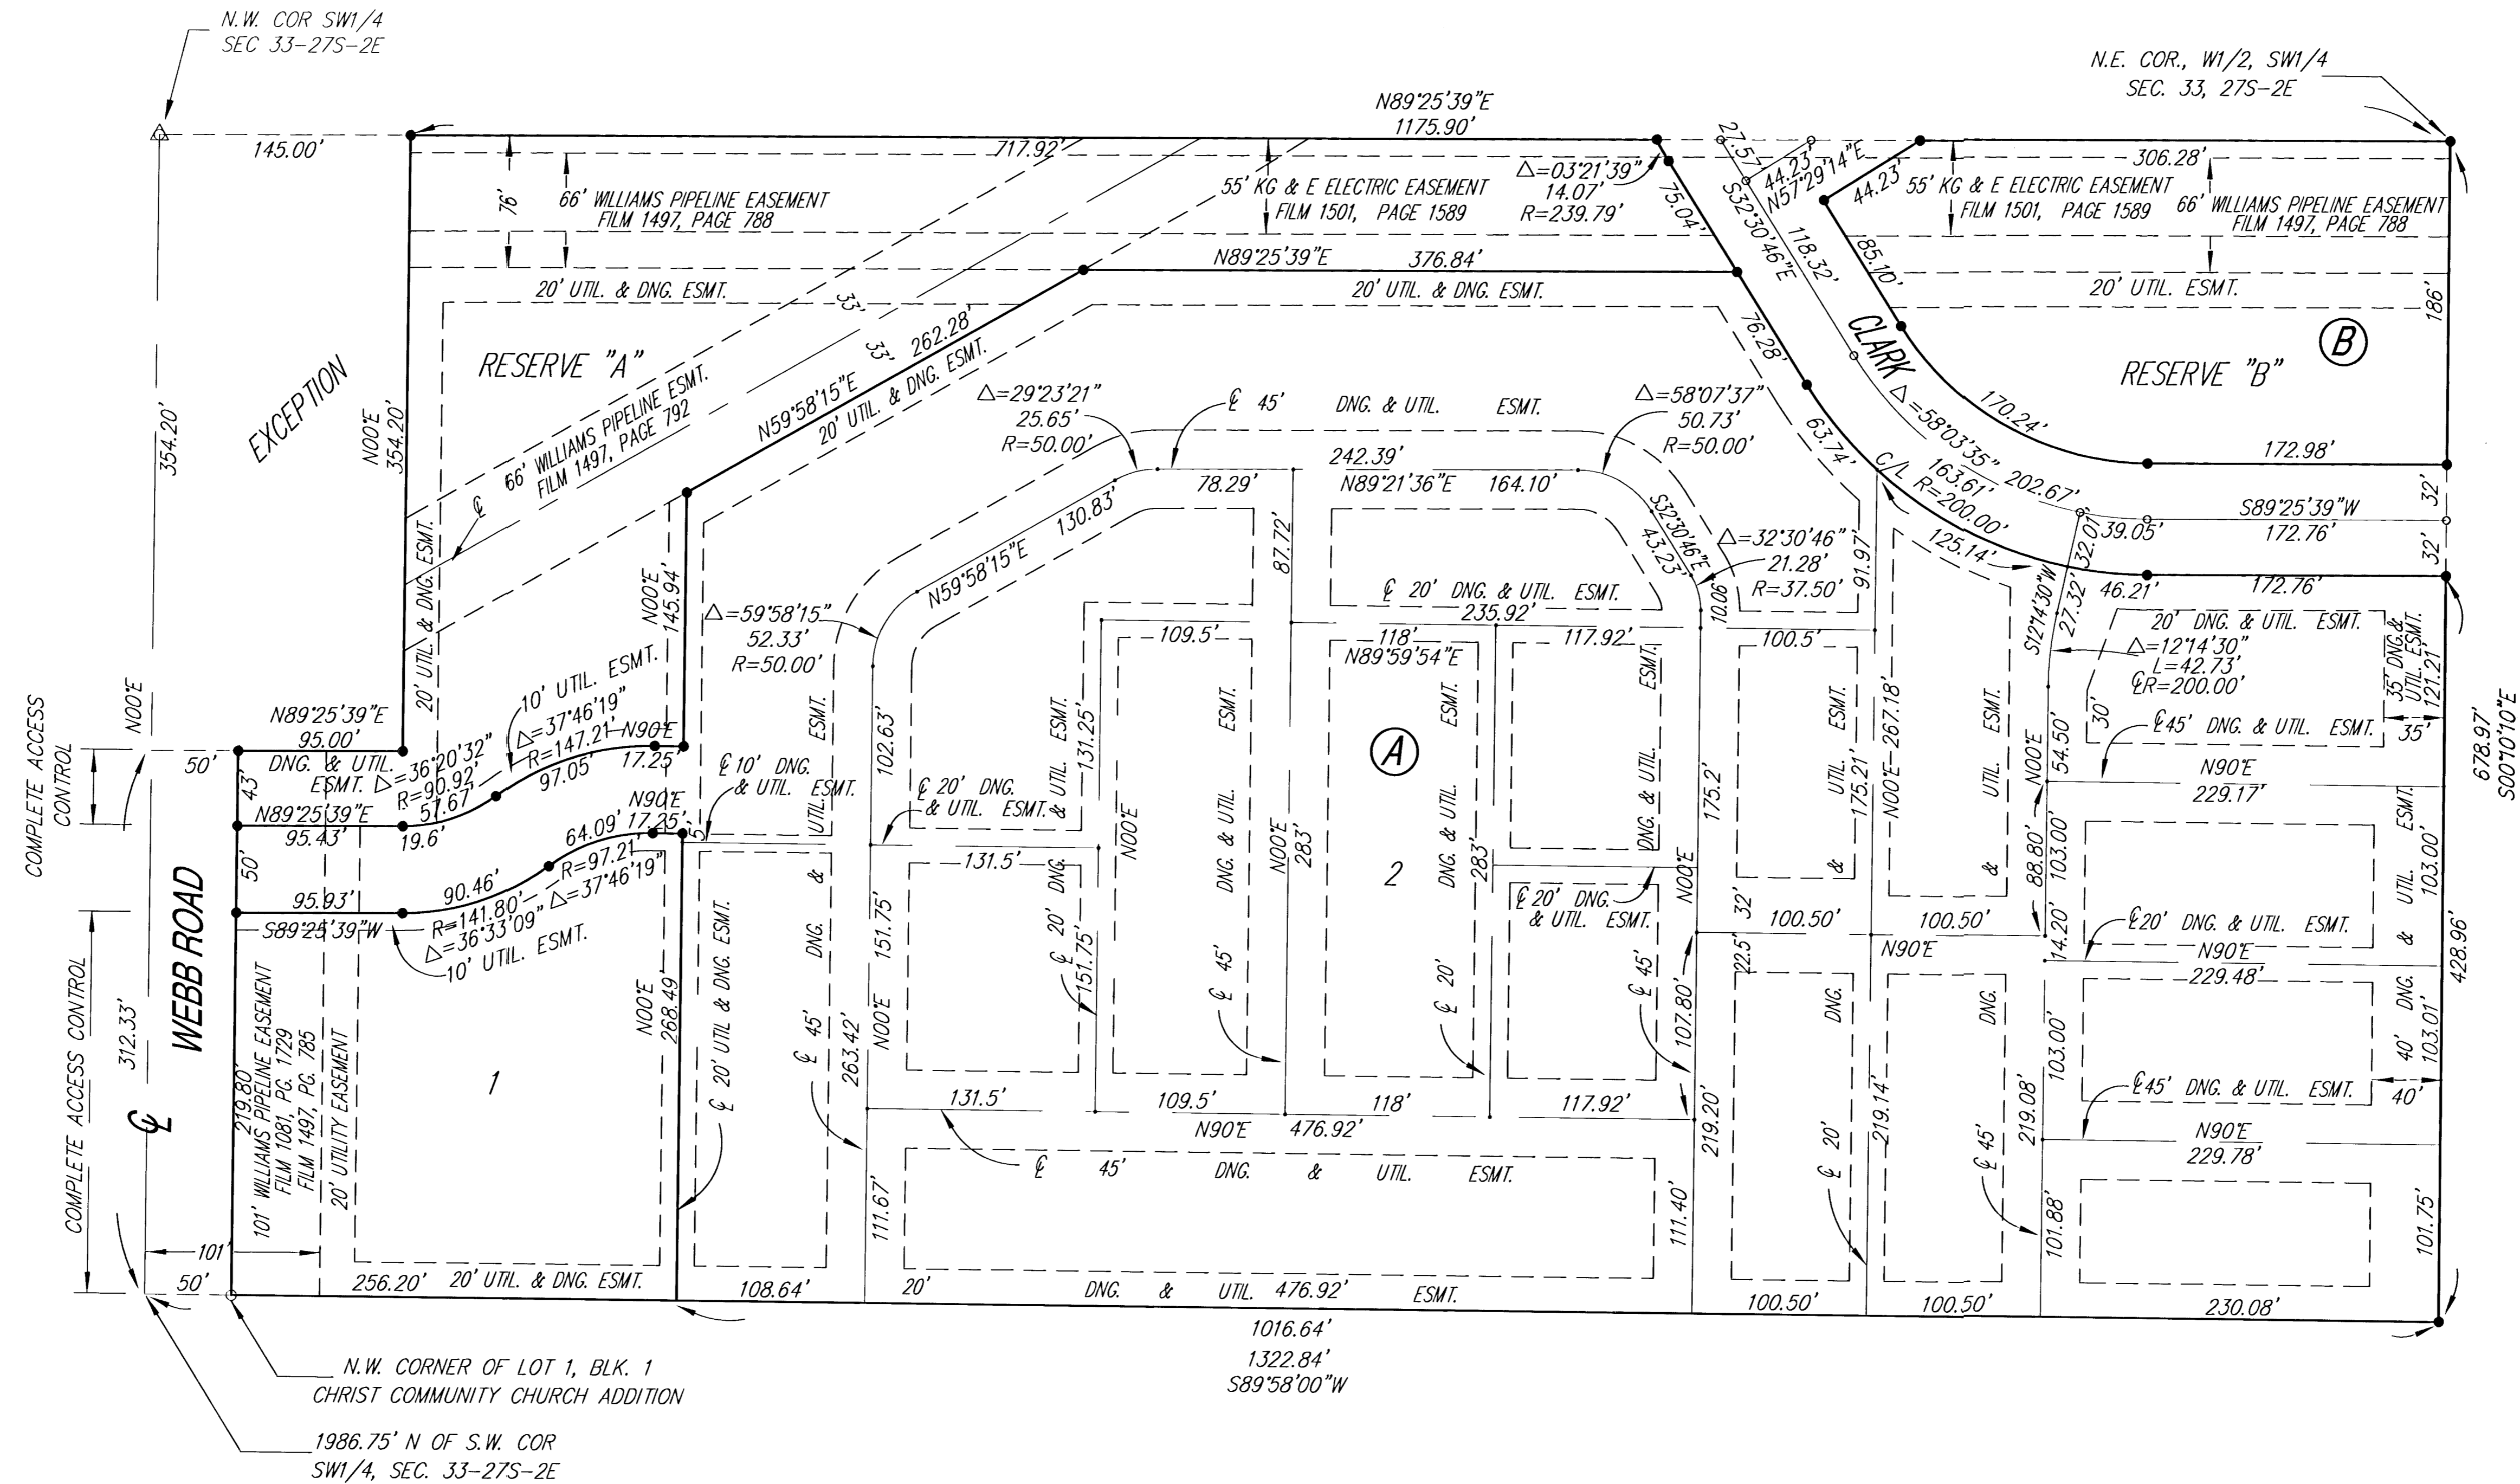 N.W. COR SW1/4
SEC 33-27S-2E
N.E. COR., W1/2, SW1/4
SEC. 33, 27S-2E
N89°25'39"E
1175.90'
145.00'
717.92'
27.57'
44.23'
N57°29'14"E
44.23'
306.28'
76'
66' WILLIAMS PIPELINE EASEMENT
FILM 1497, PAGE 788
55' KG & E ELECTRIC EASEMENT
FILM 1501, PAGE 1589
△=03°21'39"
14.07'
R=239.79'
75.04'
S32°30'46"E
118.32'
55' KG & E ELECTRIC EASEMENT
FILM 1501, PAGE 1589
66' WILLIAMS PIPELINE EASEMENT
FILM 1497, PAGE 788
85.10'
N89°25'39"E
376.84'
20' UTIL. & DNG. ESMT.
20' UTIL. & DNG. ESMT.
20' UTIL. ESMT.
186'
33'
33'
262.28'
N59°58'15"E
20' UTIL. & DNG. ESMT.
76.28'
CLARK
RESERVE "A"
RESERVE "B"
B
EXCEPTION
N00°E
354.20'
354.20'
66' WILLIAMS PIPELINE ESMT.
FILM 1497, PAGE 792
℄
△=29°23'21"
25.65'
R=50.00'
℄ 45' DNG. & UTIL. ESMT.
△=58°07'37"
50.73'
R=50.00'
63.74'
△=58°03'35"
170.24'
C/L
163.61'
202.67'
R=200.00'
172.98'
242.39'
78.29'
N89°21'36"E
164.10'
130.83'
N59°58'15"E
87.72'
S32°30'46"E
43.23'
32'
S89°25'39"W
172.76'
39.05'
32'
32.01'
125.14'
46.21'
172.76'
S12°14'30"W
27.32'
△=32°30'46"
21.28'
R=37.50'
10.06'
91.97'
20' UTIL. & DNG. ESMT.
N00°E
145.94'
△=59°58'15"
52.33'
R=50.00'
℄ 20' DNG. & UTIL. ESMT.
235.92'
109.5'
118'
N89°59'54"E
117.92'
100.5'
20' DNG. & UTIL. ESMT.
△=12°14'30"
L=42.73'
℄R=200.00'
35' DNG.&
UTIL. ESMT.
121.21'
30'
℄45' DNG. & UTIL. ESMT.
35'
COMPLETE ACCESS
CONTROL
N00°E
N89°25'39"E
95.00'
50'
DNG. & UTIL.
ESMT.
△=36°20'32"
R=90.92'
57.67'
10' UTIL. ESMT.
△=37°46'19"
R=147.21'
N90°E
97.05'
17.25'
43'
N89°25'39"E
95.43'
19.6'
64.09'
N90°E
17.25'
R=97.21'
△=37°46'19"
50'
95.93'
90.46'
R=141.80'
△=36°33'09"
S89°25'39"W
10' UTIL. ESMT.
5'
℄ 10' DNG.
& UTIL. ESMT.
102.63'
℄ 20' DNG.
& UTIL. ESMT.
& UTIL. ESMT.
131.25'
N00°E
DNG. & UTIL. ESMT.
N00°E
283'
A
2
DNG. & UTIL. ESMT.
283'
DNG. & UTIL. ESMT.
175.2'
N00°E
& UTIL. ESMT.
175.21'
N00°E
267.18'
& UTIL. ESMT.
N00°E
54.50'
103.00'
88.80'
N90°E
229.17'
678.97'
S00°10'10"E
131.5'
℄ 20' DNG.
& UTIL. ESMT.
32'
22.5'
100.50'
100.50'
N90°E
14.20'
℄20' DNG. & UTIL. ESMT.
N90°E
229.48'
40' DNG. & UTIL. ESMT.
103.00'
428.96'
COMPLETE ACCESS CONTROL
312.33'
℄
WEBB ROAD
219.80'
101' WILLIAMS PIPELINE EASEMENT
FILM 1081, PG. 1729
FILM 1497, PG. 785
20' UTILITY EASEMENT
1
N00°E
268.49'
℄ 20' UTIL & DNG. ESMT.
℄ 45' DNG. & UTIL. ESMT.
151.75'
N00°E
263.42'
℄ 20' DNG.
151.75'
℄ 45'
℄ 20'
℄ 45'
107.80'
219.20'
℄ 20' DNG.
219.14'
℄ 45' DNG.
219.08'
103.00'
103.01'
℄45' DNG. & UTIL. ESMT.
40'
N90°E
229.78'
131.5'
109.5'
118'
117.92'
N90°E
476.92'
℄ 45' DNG. & UTIL. ESMT.
111.67'
111.40'
101.88'
101.75'
101'
50'
256.20'
20' UTIL. & DNG. ESMT.
108.64'
20' DNG. & UTIL. 476.92' ESMT.
100.50'
100.50'
230.08'
1016.64'
1322.84'
S89°58'00"W
N.W. CORNER OF LOT 1, BLK. 1
CHRIST COMMUNITY CHURCH ADDITION
1986.75' N OF S.W. COR
SW1/4, SEC. 33-27S-2E